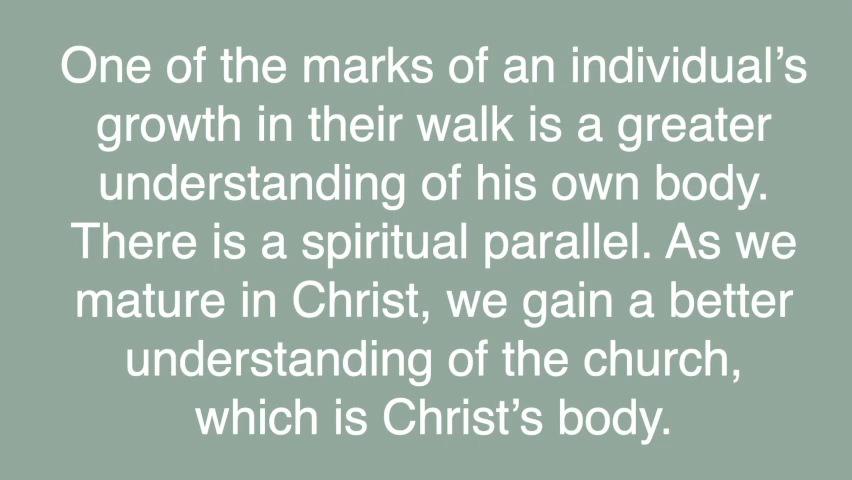 One of the marks of an individual’s
growth in their walk is a greater
understanding of his own body.
There is a spiritual parallel. As we
mature in Christ, we gain a better
understanding of the church,
which is Christ’s body.